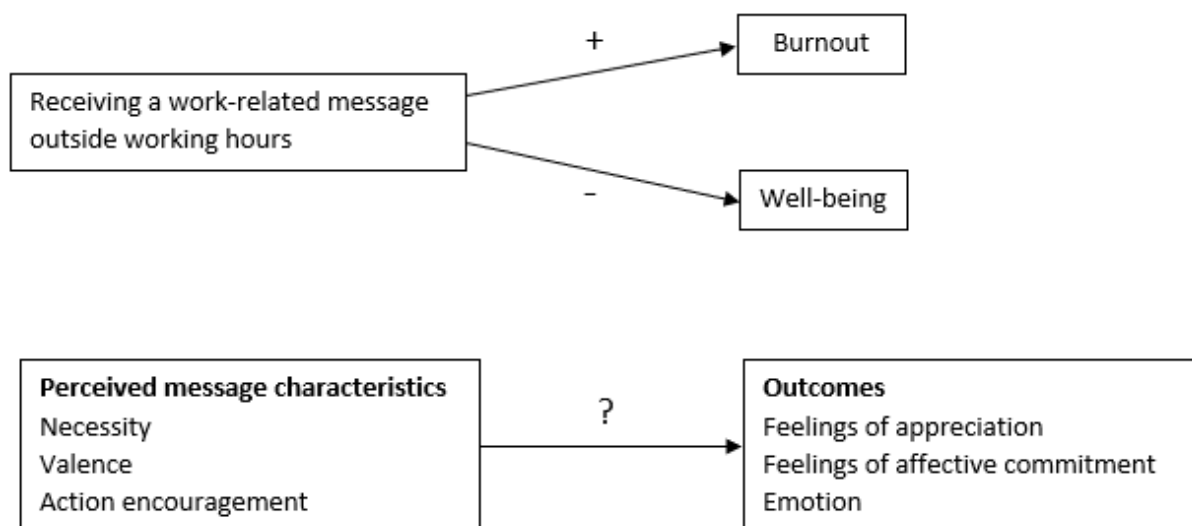 +
Burnout
Receiving a work-related message
outside working hours
-
Well-being
Perceived message characteristics
Necessity
Valence
Action encouragement
?
Outcomes
Feelings of appreciation
Feelings of affective commitment
Emotion